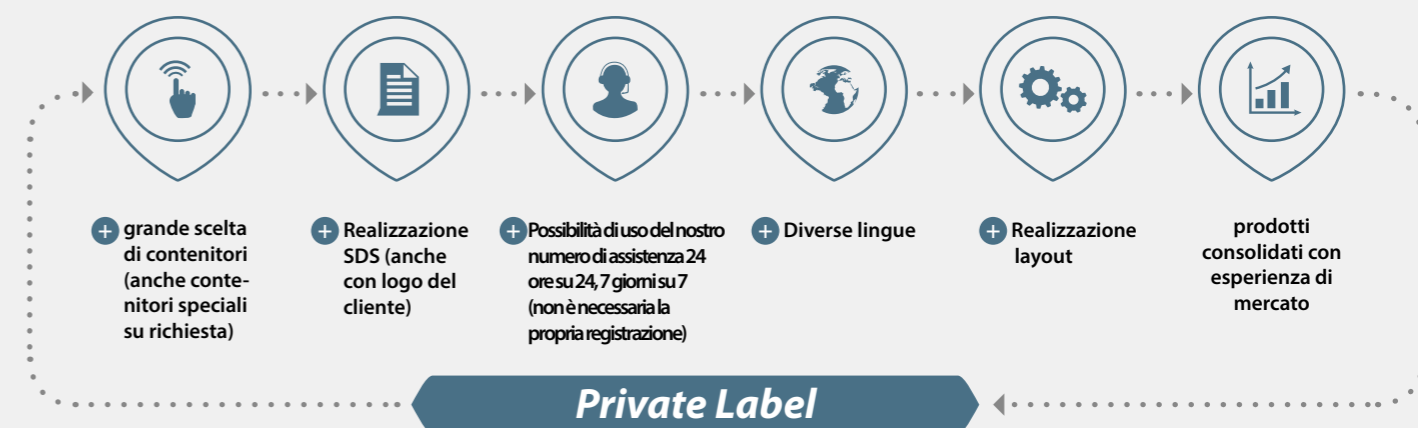 grande scelta
di contenitori
(anche conte-
nitori speciali
su richiesta)
Realizzazione
SDS (anche
con logo del
cliente)
Possibilità di uso del nostro
numero di assistenza 24
ore su 24, 7 giorni su 7
(non è necessaria la
propria registrazione)
Diverse lingue
Realizzazione
layout
prodotti
consolidati con
esperienza di
mercato
Private Label